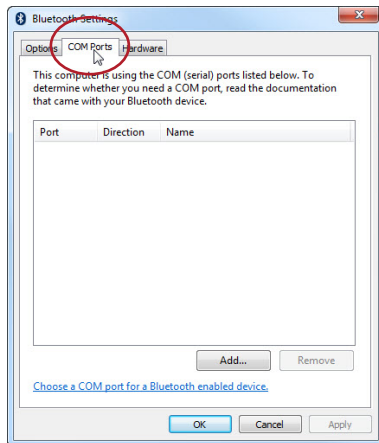 Bluetooth Settings
Options COM Ports Hardware
This computer is using the COM (serial) ports listed below. To
determine whether you need a COM port, read the documentation
that came with your Bluetooth device.
Port Direction Name
Add... Remove
Choose a COM port for a Bluetooth enabled device.
OK Cancel Apply